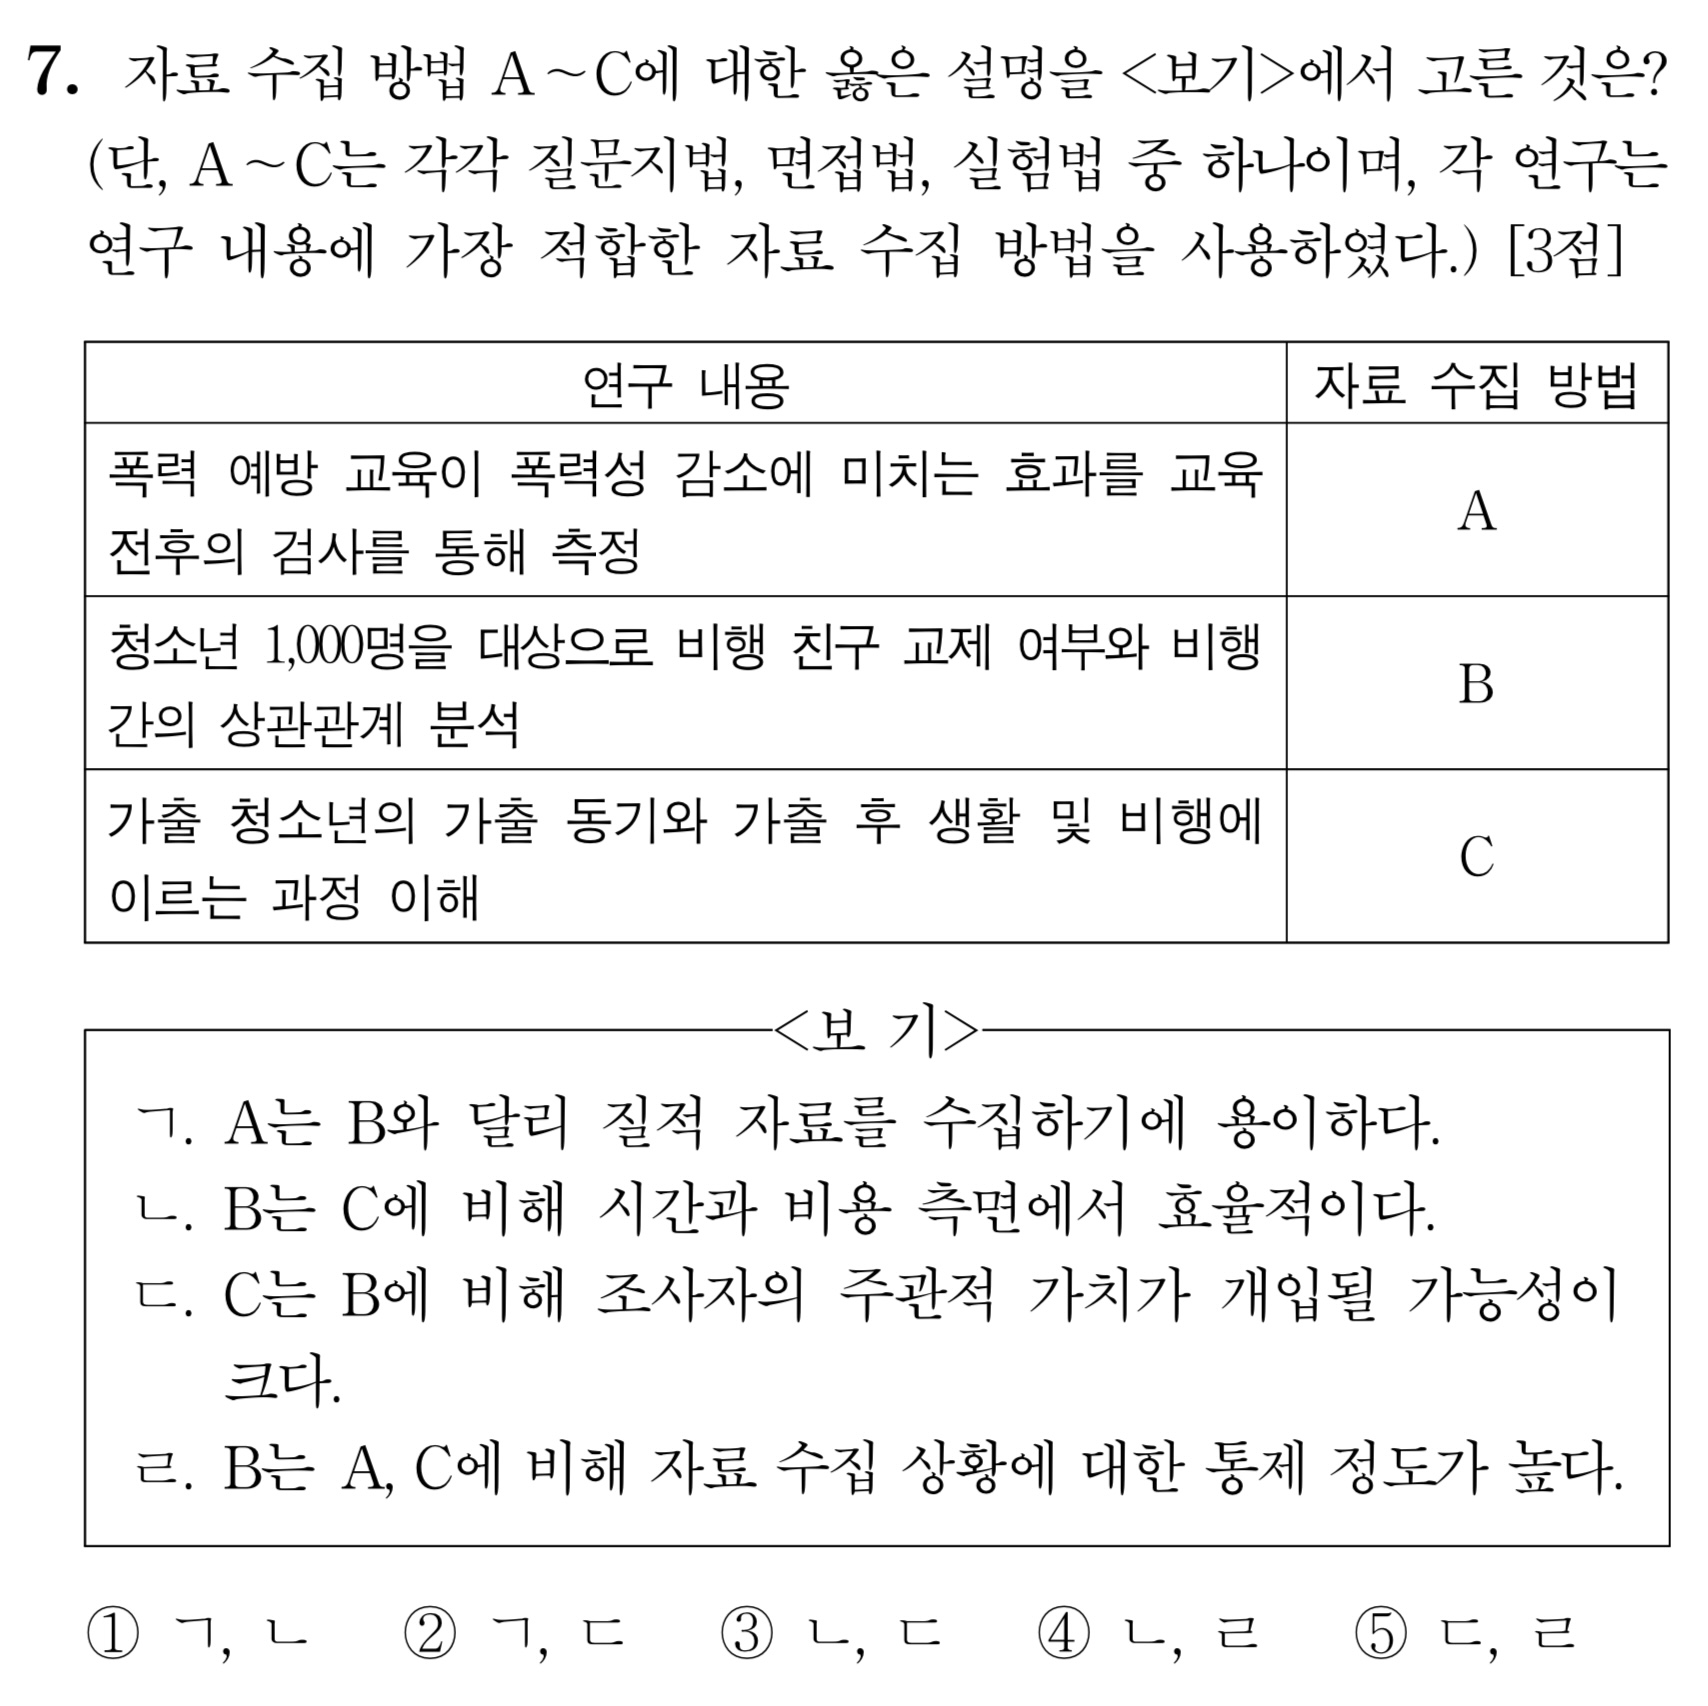 7. 자료 수집 방법 A~C에 대한 옳은 설명을 <보기>에서 고른 것은?
(단, A~C는 각각 질문지법, 면접법, 실험법 중 하나이며, 각 연구는
연구 내용에 가장 적합한 자료 수집 방법을 사용하였다.) [3점]
연구 내용 자료 수집 방법
폭력 예방 교육이 폭력성 감소에 미치는 효과를 교육
전후의 검사를 통해 측정
A
청소년 1,000명을 대상으로 비행 친구 교제 여부와 비행
간의 상관관계 분석
B
가출 청소년의 가출 동기와 가출 후 생활 및 비행에
이르는 과정 이해
C
<보 기>
ㄱ. A는 B와 달리 질적 자료를 수집하기에 용이하다.
ㄴ. B는 C에 비해 시간과 비용 측면에서 효율적이다.
ㄷ. C는 B에 비해 조사자의 주관적 가치가 개입될 가능성이
크다.
ㄹ. B는 A, C에 비해 자료 수집 상황에 대한 통제 정도가 높다.
① ㄱ, ㄴ ② ㄱ, ㄷ ③ ㄴ, ㄷ ④ ㄴ, ㄹ ⑤ ㄷ, ㄹ